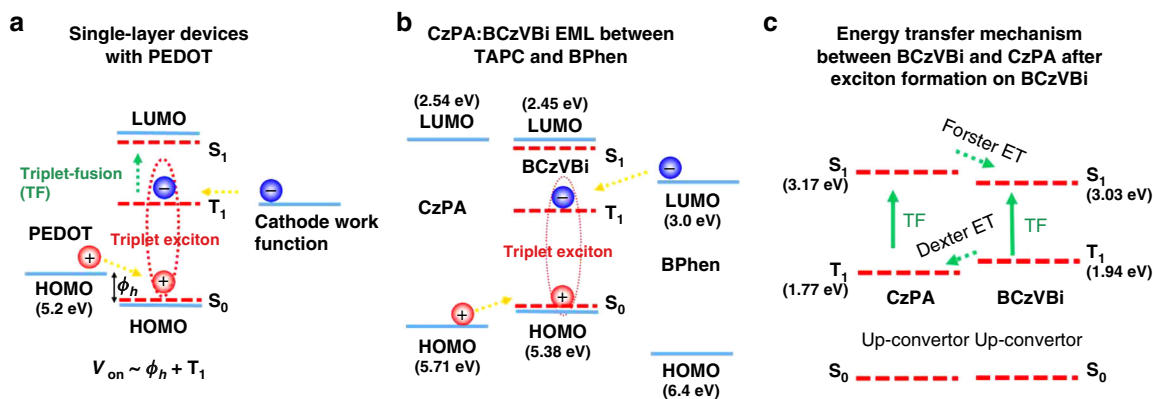 a
Single-layer devices
with PEDOT
LUMO
S1
Triplet-fusion
(TF)
−
T1
Cathode work
function
PEDOT
+
Triplet exciton
+
HOMO
(5.2 eV)
ϕh
S0
HOMO
Von ~ ϕh + T1
b
CzPA:BCzVBi EML between
TAPC and BPhen
(2.54 eV)
LUMO
(2.45 eV)
LUMO
S1
BCzVBi
−
−
CzPA
T1
LUMO
(3.0 eV)
Triplet exciton
BPhen
+
+
S0
HOMO
(5.71 eV)
HOMO
(5.38 eV)
HOMO
(6.4 eV)
c
Energy transfer mechanism
between BCzVBi and CzPA after
exciton formation on BCzVBi
Forster ET
S1
(3.17 eV)
S1
(3.03 eV)
TF
Dexter ET
TF
T1
(1.77 eV)
T1
(1.94 eV)
CzPA
BCzVBi
Up-convertor Up-convertor
S0
S0